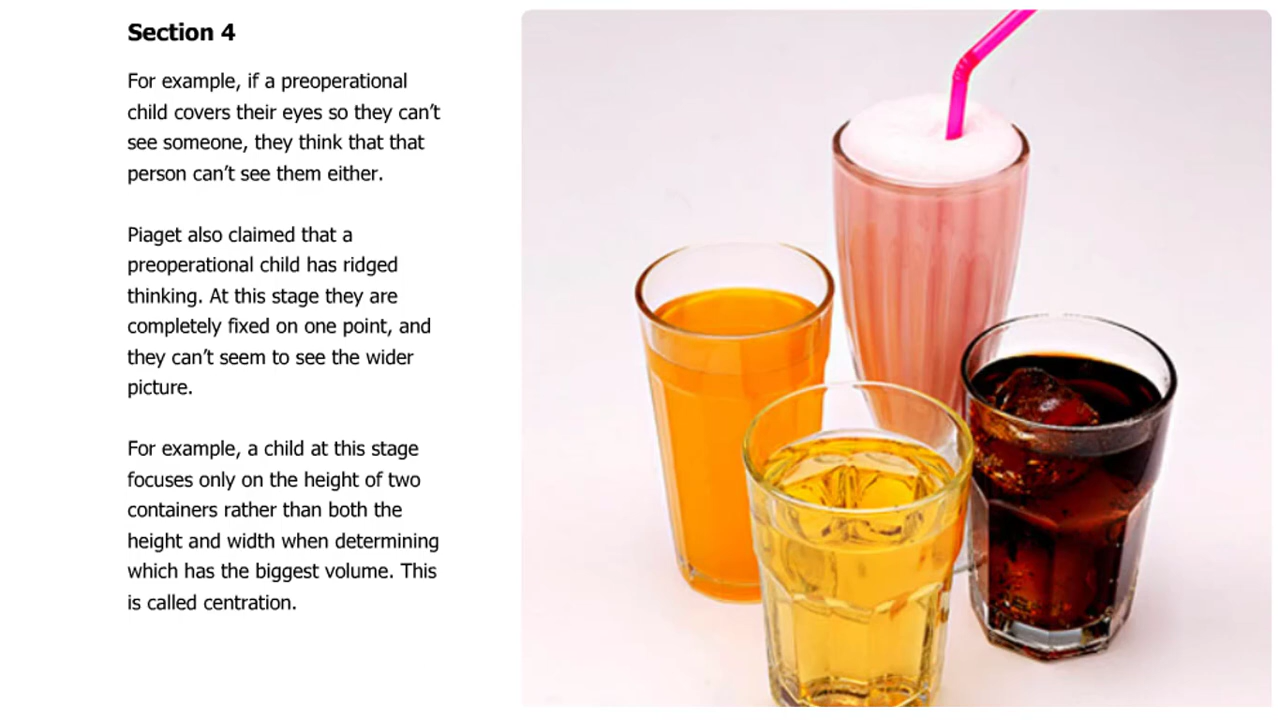 Section 4
For example, if a preoperational
child covers their eyes so they can’t
see someone, they think that that
person can’t see them either.
Piaget also claimed that a
preoperational child has ridged
thinking. At this stage they are
completely fixed on one point, and
they can’t seem to see the wider
picture.
For example, a child at this stage
focuses only on the height of two
containers rather than both the
height and width when determining
which has the biggest volume. This
is called centration.